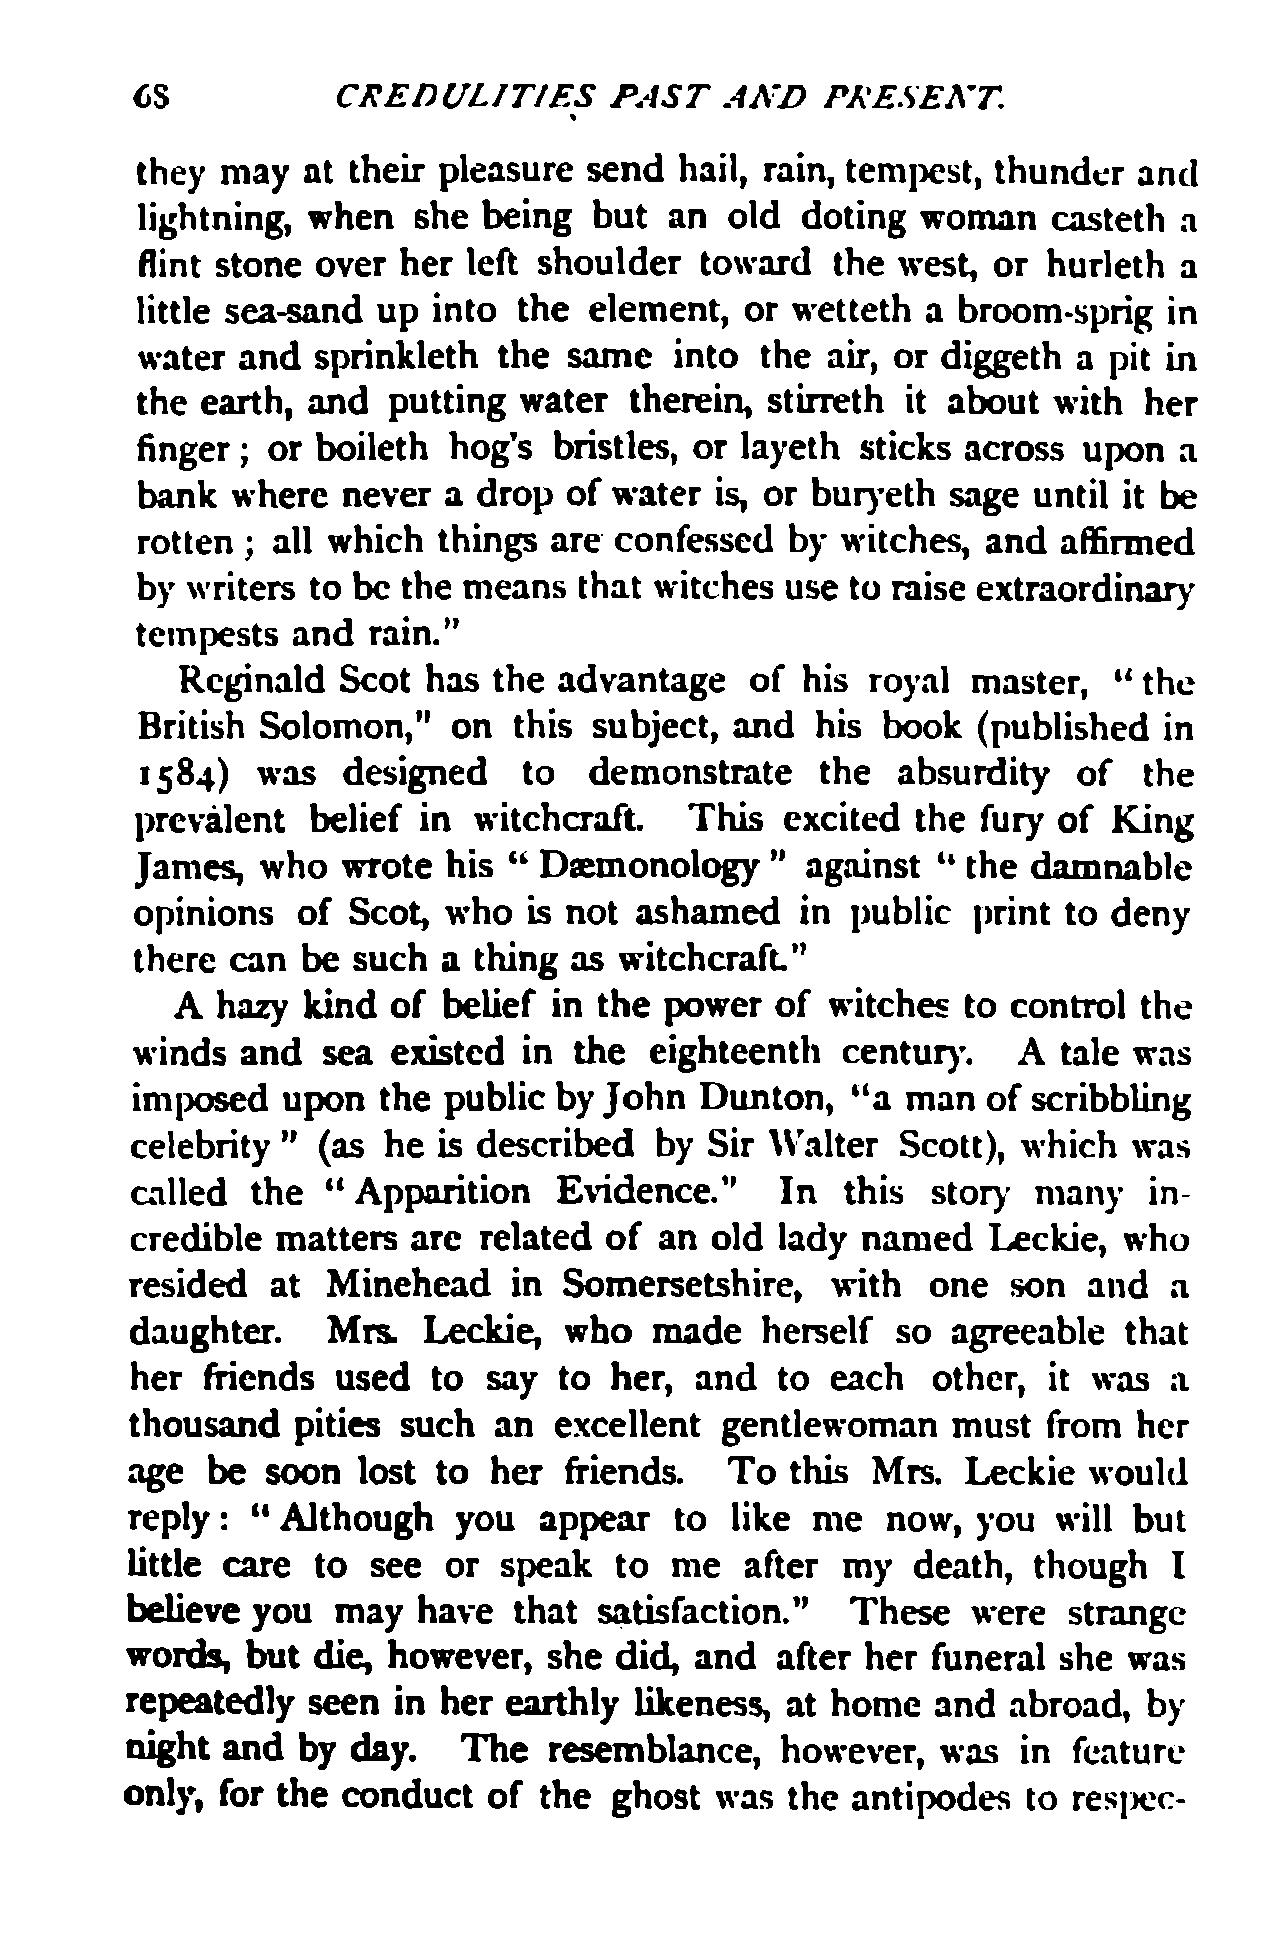 68 CREDULITIES PAST AND PRESENT.
they may at their pleasure send hail, rain, tempest, thunder and
lightning, when she being but an old doting woman casteth a
flint stone over her left shoulder toward the west, or hurleth a
little sea-sand up into the element, or wetteth a broom-sprig in
water and sprinkleth the same into the air, or diggeth a pit in
the earth, and putting water therein, stirreth it about with her
finger ; or boileth hog's bristles, or layeth sticks across upon a
bank where never a drop of water is, or buryeth sage until it be
rotten ; all which things are confessed by witches, and affirmed
by writers to be the means that witches use to raise extraordinary
tempests and rain."
Reginald Scot has the advantage of his royal master, "the
British Solomon," on this subject, and his book (published in
1584) was designed to demonstrate the absurdity of the
prevalent belief in witchcraft. This excited the fury of King
James, who wrote his "Dæmonology" against "the damnable
opinions of Scot, who is not ashamed in public print to deny
there can be such a thing as witchcraft."
A hazy kind of belief in the power of witches to control the
winds and sea existed in the eighteenth century. A tale was
imposed upon the public by John Dunton, "a man of scribbling
celebrity" (as he is described by Sir Walter Scott), which was
called the "Apparition Evidence." In this story many in-
credible matters are related of an old lady named Leckie, who
resided at Minehead in Somersetshire, with one son and a
daughter. Mrs. Leckie, who made herself so agreeable that
her friends used to say to her, and to each other, it was a
thousand pities such an excellent gentlewoman must from her
age be soon lost to her friends. To this Mrs. Leckie would
reply : "Although you appear to like me now, you will but
little care to see or speak to me after my death, though I
believe you may have that satisfaction." These were strange
words, but die, however, she did, and after her funeral she was
repeatedly seen in her earthly likeness, at home and abroad, by
night and by day. The resemblance, however, was in feature
only, for the conduct of the ghost was the antipodes to respec-